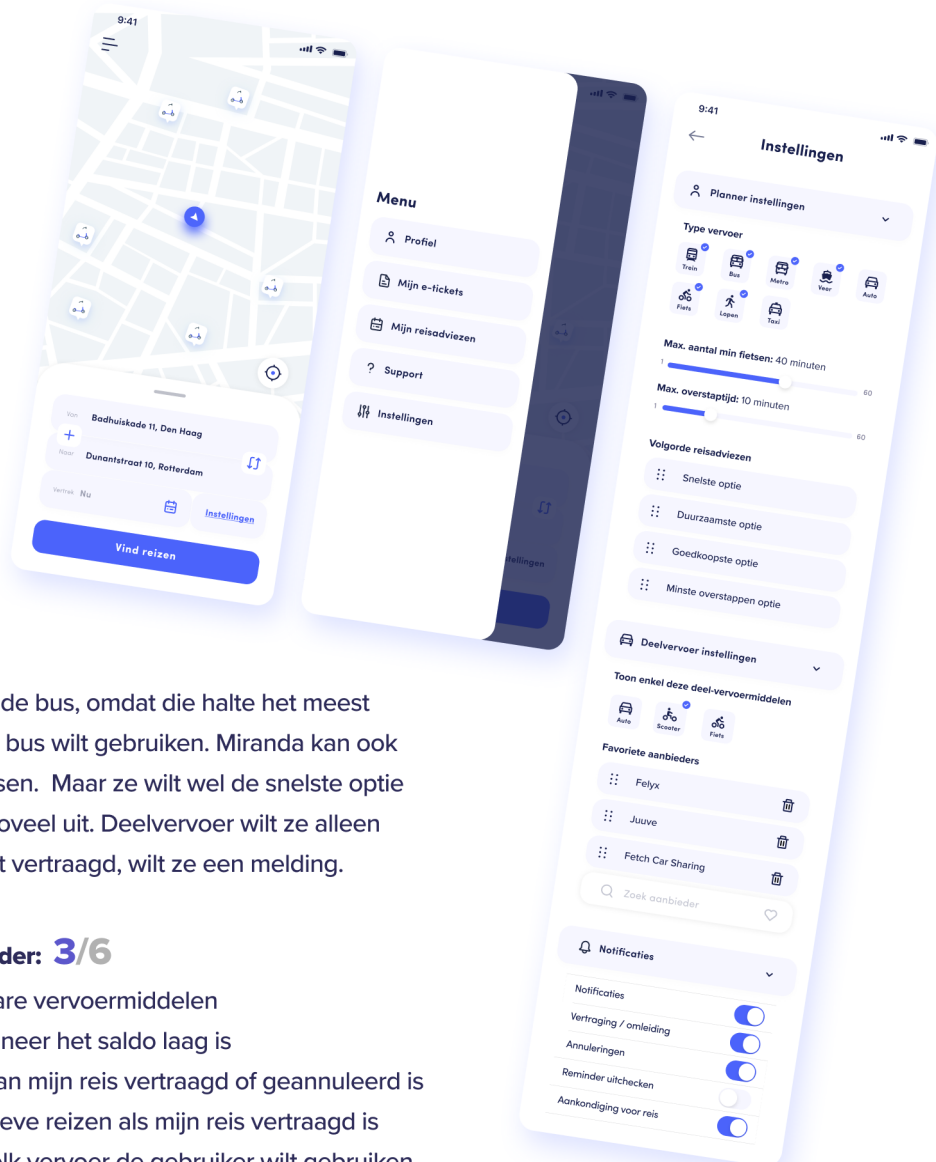 9:41
Van
Badhuiskade 11, Den Haag
Naar
Dunantstraat 10, Rotterdam
Vertrek Nu
Instellingen
Vind reizen
Menu
Profiel
Mijn e-tickets
Mijn reisadviezen
Support
Instellingen
stellingen
9:41
Instellingen
Planner instellingen
Type vervoer
Trein
Bus
Metro
Veer
Auto
Fiets
Lopen
Taxi
Max. aantal min fietsen: 40 minuten
1
60
Max. overstaptijd: 10 minuten
1
60
Volgorde reisadviezen
Snelste optie
Duurzaamste optie
Goedkoopste optie
Minste overstappen optie
Deelvervoer instellingen
Toon enkel deze deel-vervoermiddelen
Auto
Scooter
Fiets
Favoriete aanbieders
Felyx
Juuve
Fetch Car Sharing
Zoek aanbieder
Notificaties
Notificaties
Vertraging / omleiding
Annuleringen
Reminder uitchecken
Aankondiging voor reis
de bus, omdat die halte het meest
bus wilt gebruiken. Miranda kan ook
sen. Maar ze wilt wel de snelste optie
oveel uit. Deelvervoer wilt ze alleen
t vertraagd, wilt ze een melding.
der: 3/6
are vervoermiddelen
neer het saldo laag is
an mijn reis vertraagd of geannuleerd is
eve reizen als mijn reis vertraagd is
elk vervoer de gebruiker wilt gebruiken